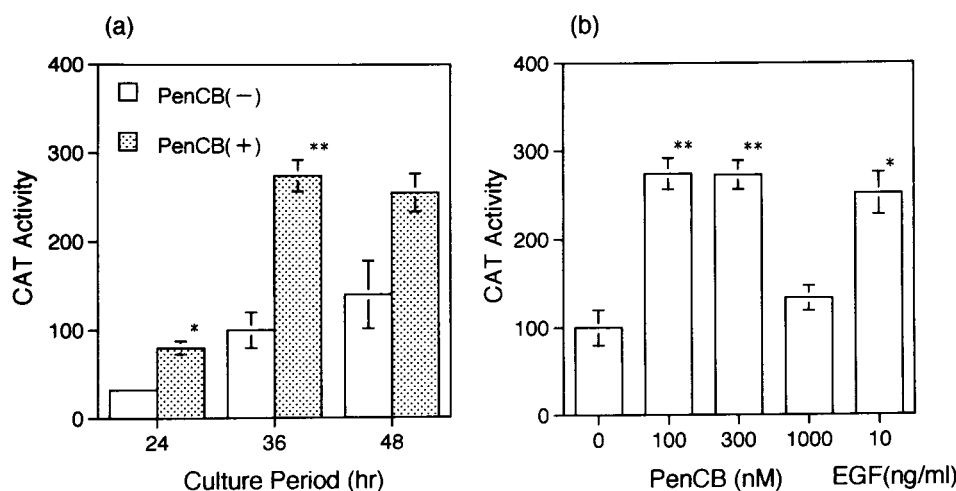 (a)
400
300
200
100
0
CAT Activity
PenCB(−)
PenCB(+)
*
**
24 36 48
Culture Period (hr)
(b)
400
300
200
100
0
CAT Activity
**
**
*
0 100 300 1000 10
PenCB (nM) EGF(ng/ml)